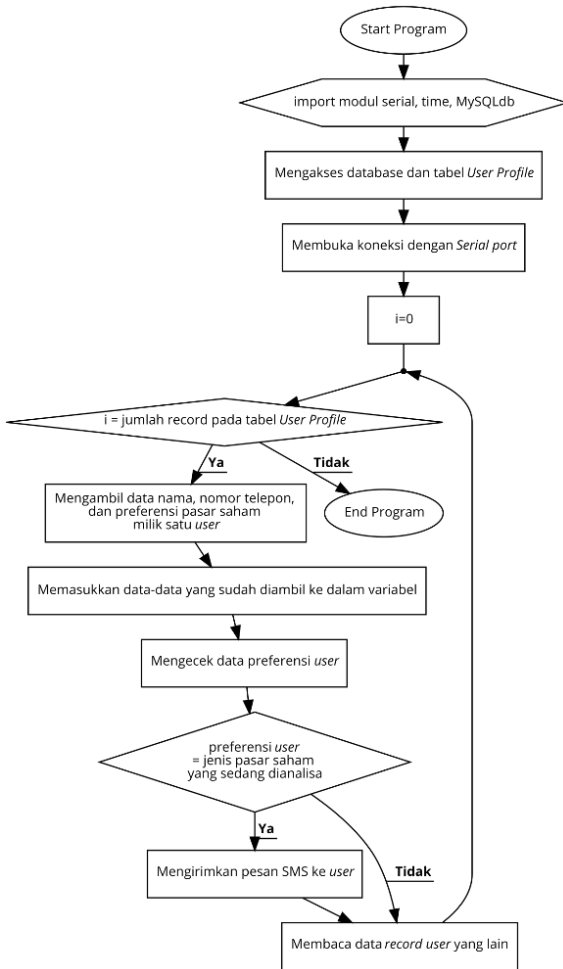 Start Program
import modul serial, time, MySQLdb
Mengakses database dan tabel User Profile
Membuka koneksi dengan Serial port
i=0
i = jumlah record pada tabel User Profile
Ya
Tidak
Mengambil data nama, nomor telepon,
dan preferensi pasar saham
milik satu user
End Program
Memasukkan data-data yang sudah diambil ke dalam variabel
Mengecek data preferensi user
preferensi user
= jenis pasar saham
yang sedang dianalisa
Ya
Tidak
Mengirimkan pesan SMS ke user
Membaca data record user yang lain